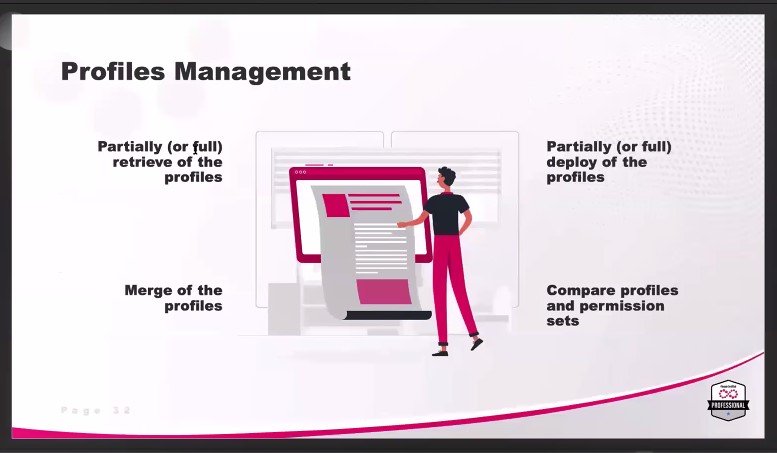 Profiles Management
Partially (or full)
retrieve of the
profiles
Partially (or full)
deploy of the
profiles
Merge of the
profiles
Compare profiles
and permission
sets
Page 12
PROFESSIONAL